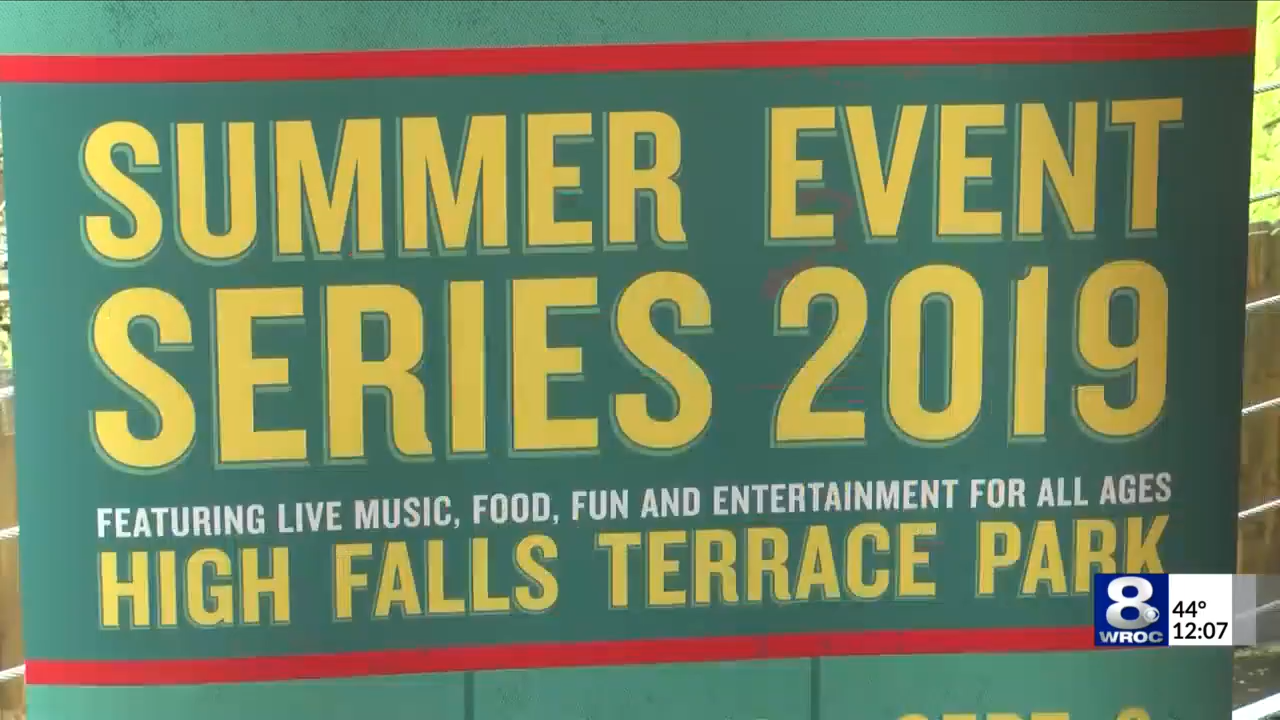 SUMMER EVENT
SERIES 2019
FEATURING LIVE MUSIC, FOOD, FUN AND ENTERTAINMENT FOR ALL AGES
HIGH FALLS TERRACE PARK
8
WROC
44°
12:07